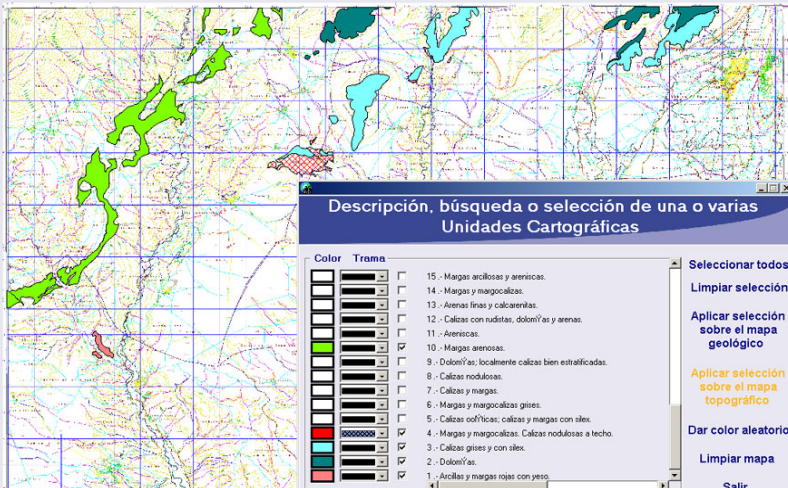 Descripción, búsqueda o selección de una o varias
Unidades Cartográficas
Color Trama
15 .- Margas arcillosas y areniscas.
14 .- Margas y margocalizas.
13 .- Arenas finas y calcarenitas.
12 .- Calizas con rudistas, dolomÝas y arenas.
11 .- Areniscas.
10 .- Margas arenosas.
9 .- DolomÝas; localmente calizas bien estratificadas.
8 .- Calizas nodulosas.
7 .- Calizas y margas.
6 .- Margas y margocalizas grises.
5 .- Calizas oolÝticas; calizas y margas con silex.
4 .- Margas y margocalizas. Calizas nodulosas a techo.
3 .- Calizas grises y con silex.
2 .- DolomÝas.
1 .- Arcillas y margas rojas con yeso.
Seleccionar todos
Limpiar selección
Aplicar selección
sobre el mapa
geológico
Aplicar selección
sobre el mapa
topográfico
Dar color aleatorio
Limpiar mapa
Salir